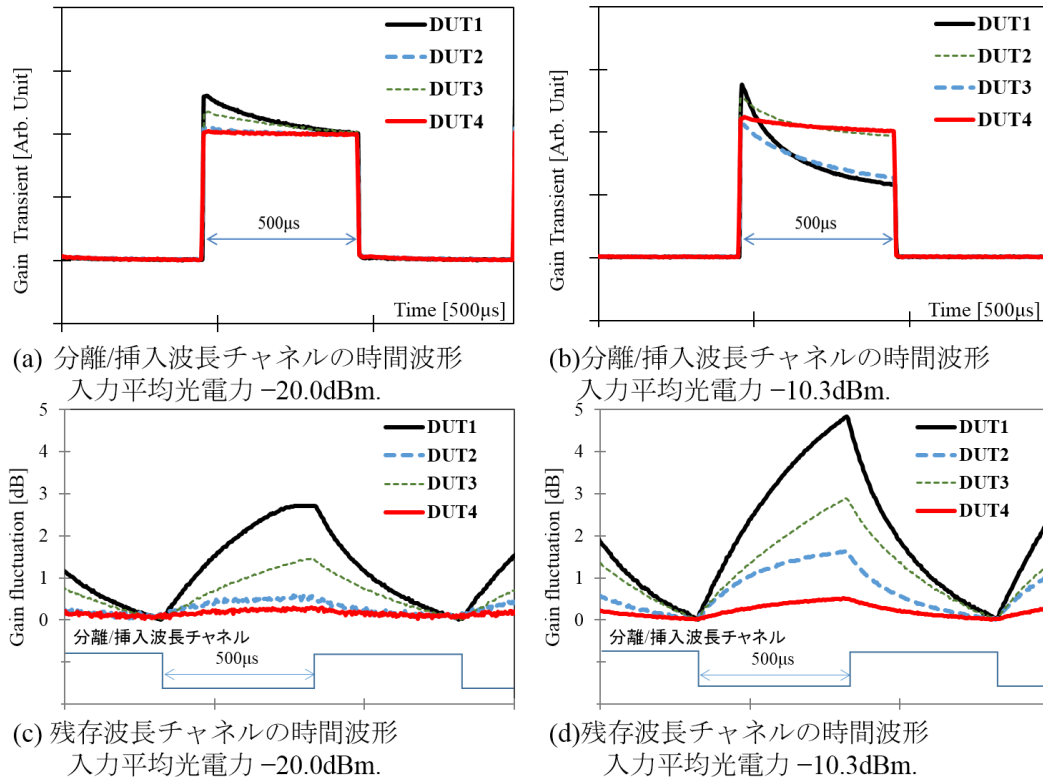 DUT1
DUT2
DUT3
DUT4
500μs
Time [500μs]
Gain Transient [Arb. Unit]
(a) 分離/挿入波長チャネルの時間波形
入力平均光電力 −20.0dBm.
DUT1
DUT2
DUT3
DUT4
500μs
Time [500μs]
Gain Transient [Arb. Unit]
(b)分離/挿入波長チャネルの時間波形
入力平均光電力 −10.3dBm.
5
4
3
2
1
0
Gain fluctuation [dB]
DUT1
DUT2
DUT3
DUT4
分離/挿入波長チャネル
500μs
(c) 残存波長チャネルの時間波形
入力平均光電力 −20.0dBm.
5
4
3
2
1
0
Gain fluctuation [dB]
DUT1
DUT2
DUT3
DUT4
分離/挿入波長チャネル
500μs
(d) 残存波長チャネルの時間波形
入力平均光電力 −10.3dBm.